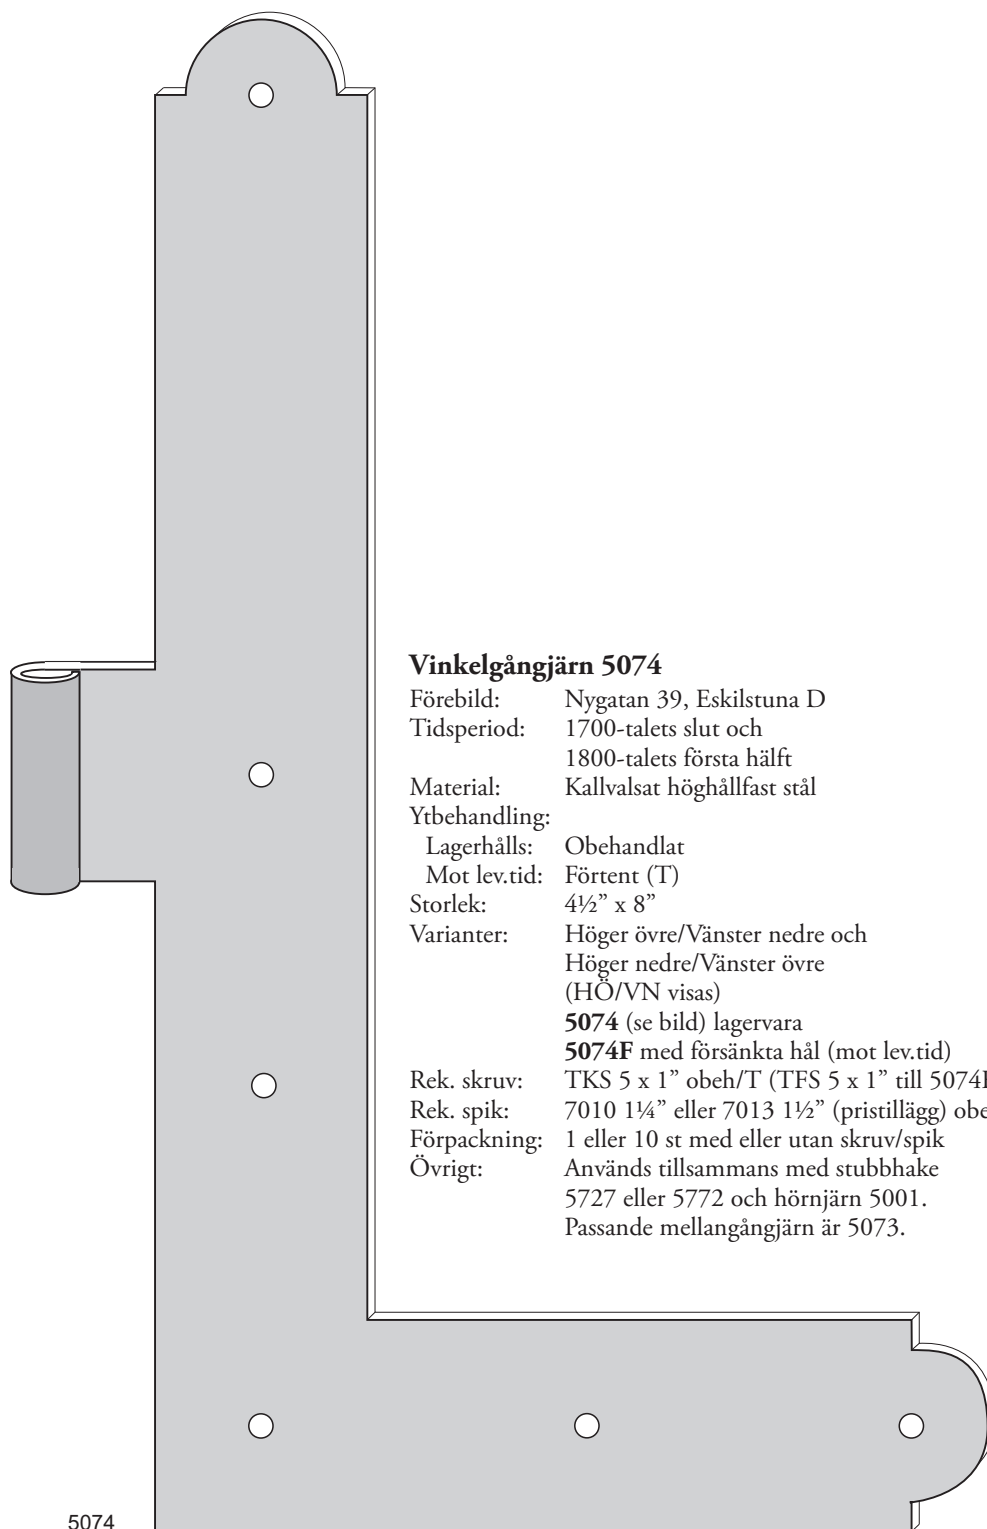 Vinkelgångjärn 5074
Förebild: Nygatan 39, Eskilstuna D
Tidsperiod: 1700-talets slut och
1800-talets första hälft
Material: Kallvalsat höghållfast stål
Ytbehandling:
Lagerhålls: Obehandlat
Mot lev.tid: Förtent (T)
Storlek: 4½” x 8”
Varianter: Höger övre/Vänster nedre och
Höger nedre/Vänster övre
(HÖ/VN visas)
5074 (se bild) lagervara
5074F med försänkta hål (mot lev.tid)
Rek. skruv: TKS 5 x 1” obeh/T (TFS 5 x 1” till
Rek. spik: 7010 1¼” eller 7013 1½” (pristillägg)
Förpackning: 1 eller 10 st med eller utan skruv/spik
Övrigt: Används tillsammans med stubbhake
5727 eller 5772 och hörnjärn 5001.
Passande mellangångjärn är 5073.
5074